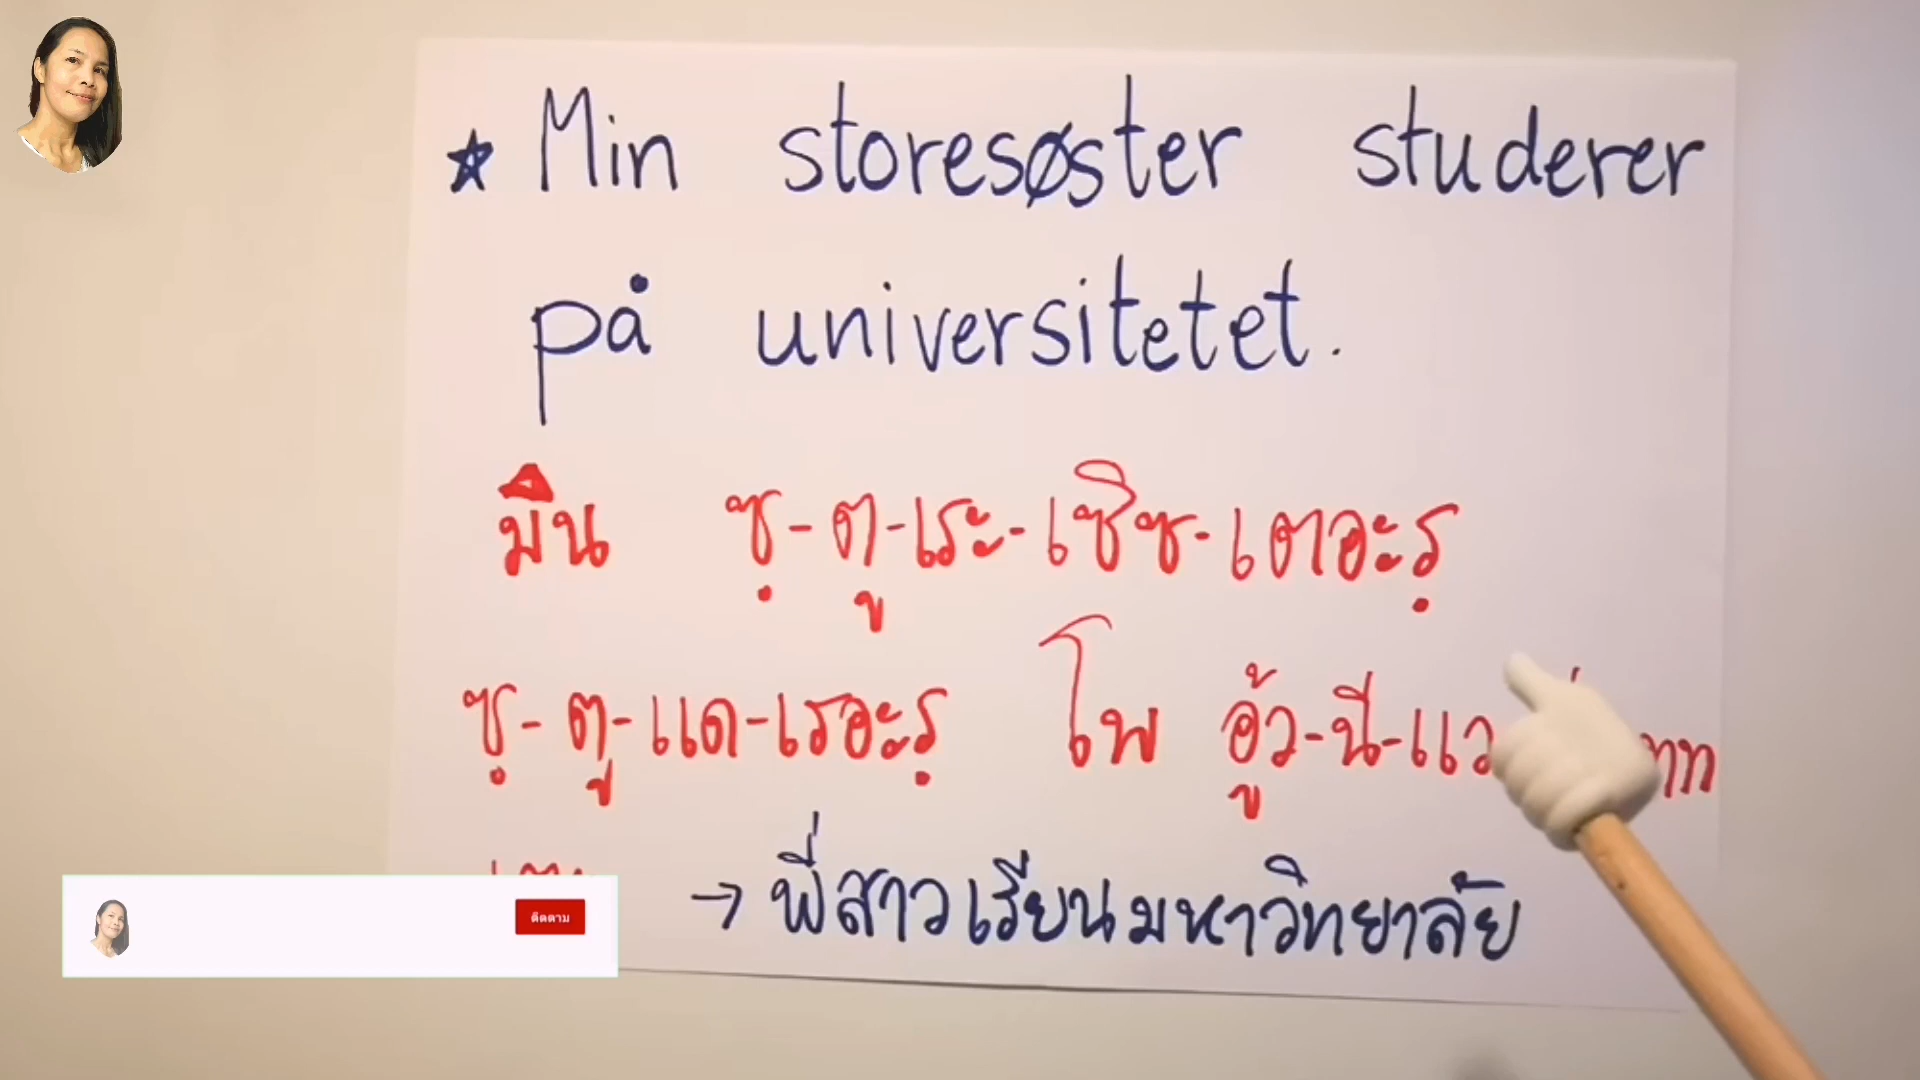 Min storesøster studerer
på universitetet.
มิน ซฺ-ตู-เระ-เซิซ-เตอะรฺ
ซฺ-ตู-แด-เรอะรฺ โพ อู้ว-นี-แว
→ พี่สาวเรียนมหาวิทยาลัย
ติดตาม